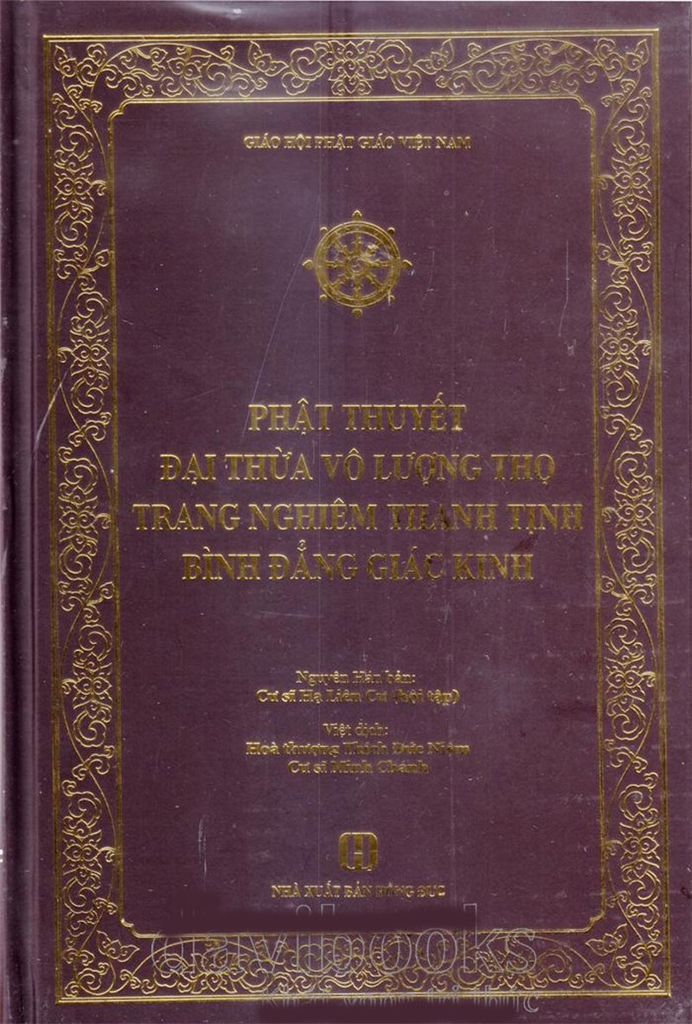 GIÁO HỘI PHẬT GIÁO VIỆT NAM
PHẬT THUYẾT
ĐẠI THỪA VÔ LƯỢNG THỌ
TRANG NGHIÊM THANH TỊNH
BÌNH ĐẲNG GIÁC KINH
Nguyên Hán bản:
Cư sĩ Hạ Liên Cư (hội tập)
Việt dịch:
Hoà thượng Thích Đức Niệm
Cư sĩ Minh Chánh
NHÀ XUẤT BẢN HỒNG ĐỨC
davibooks